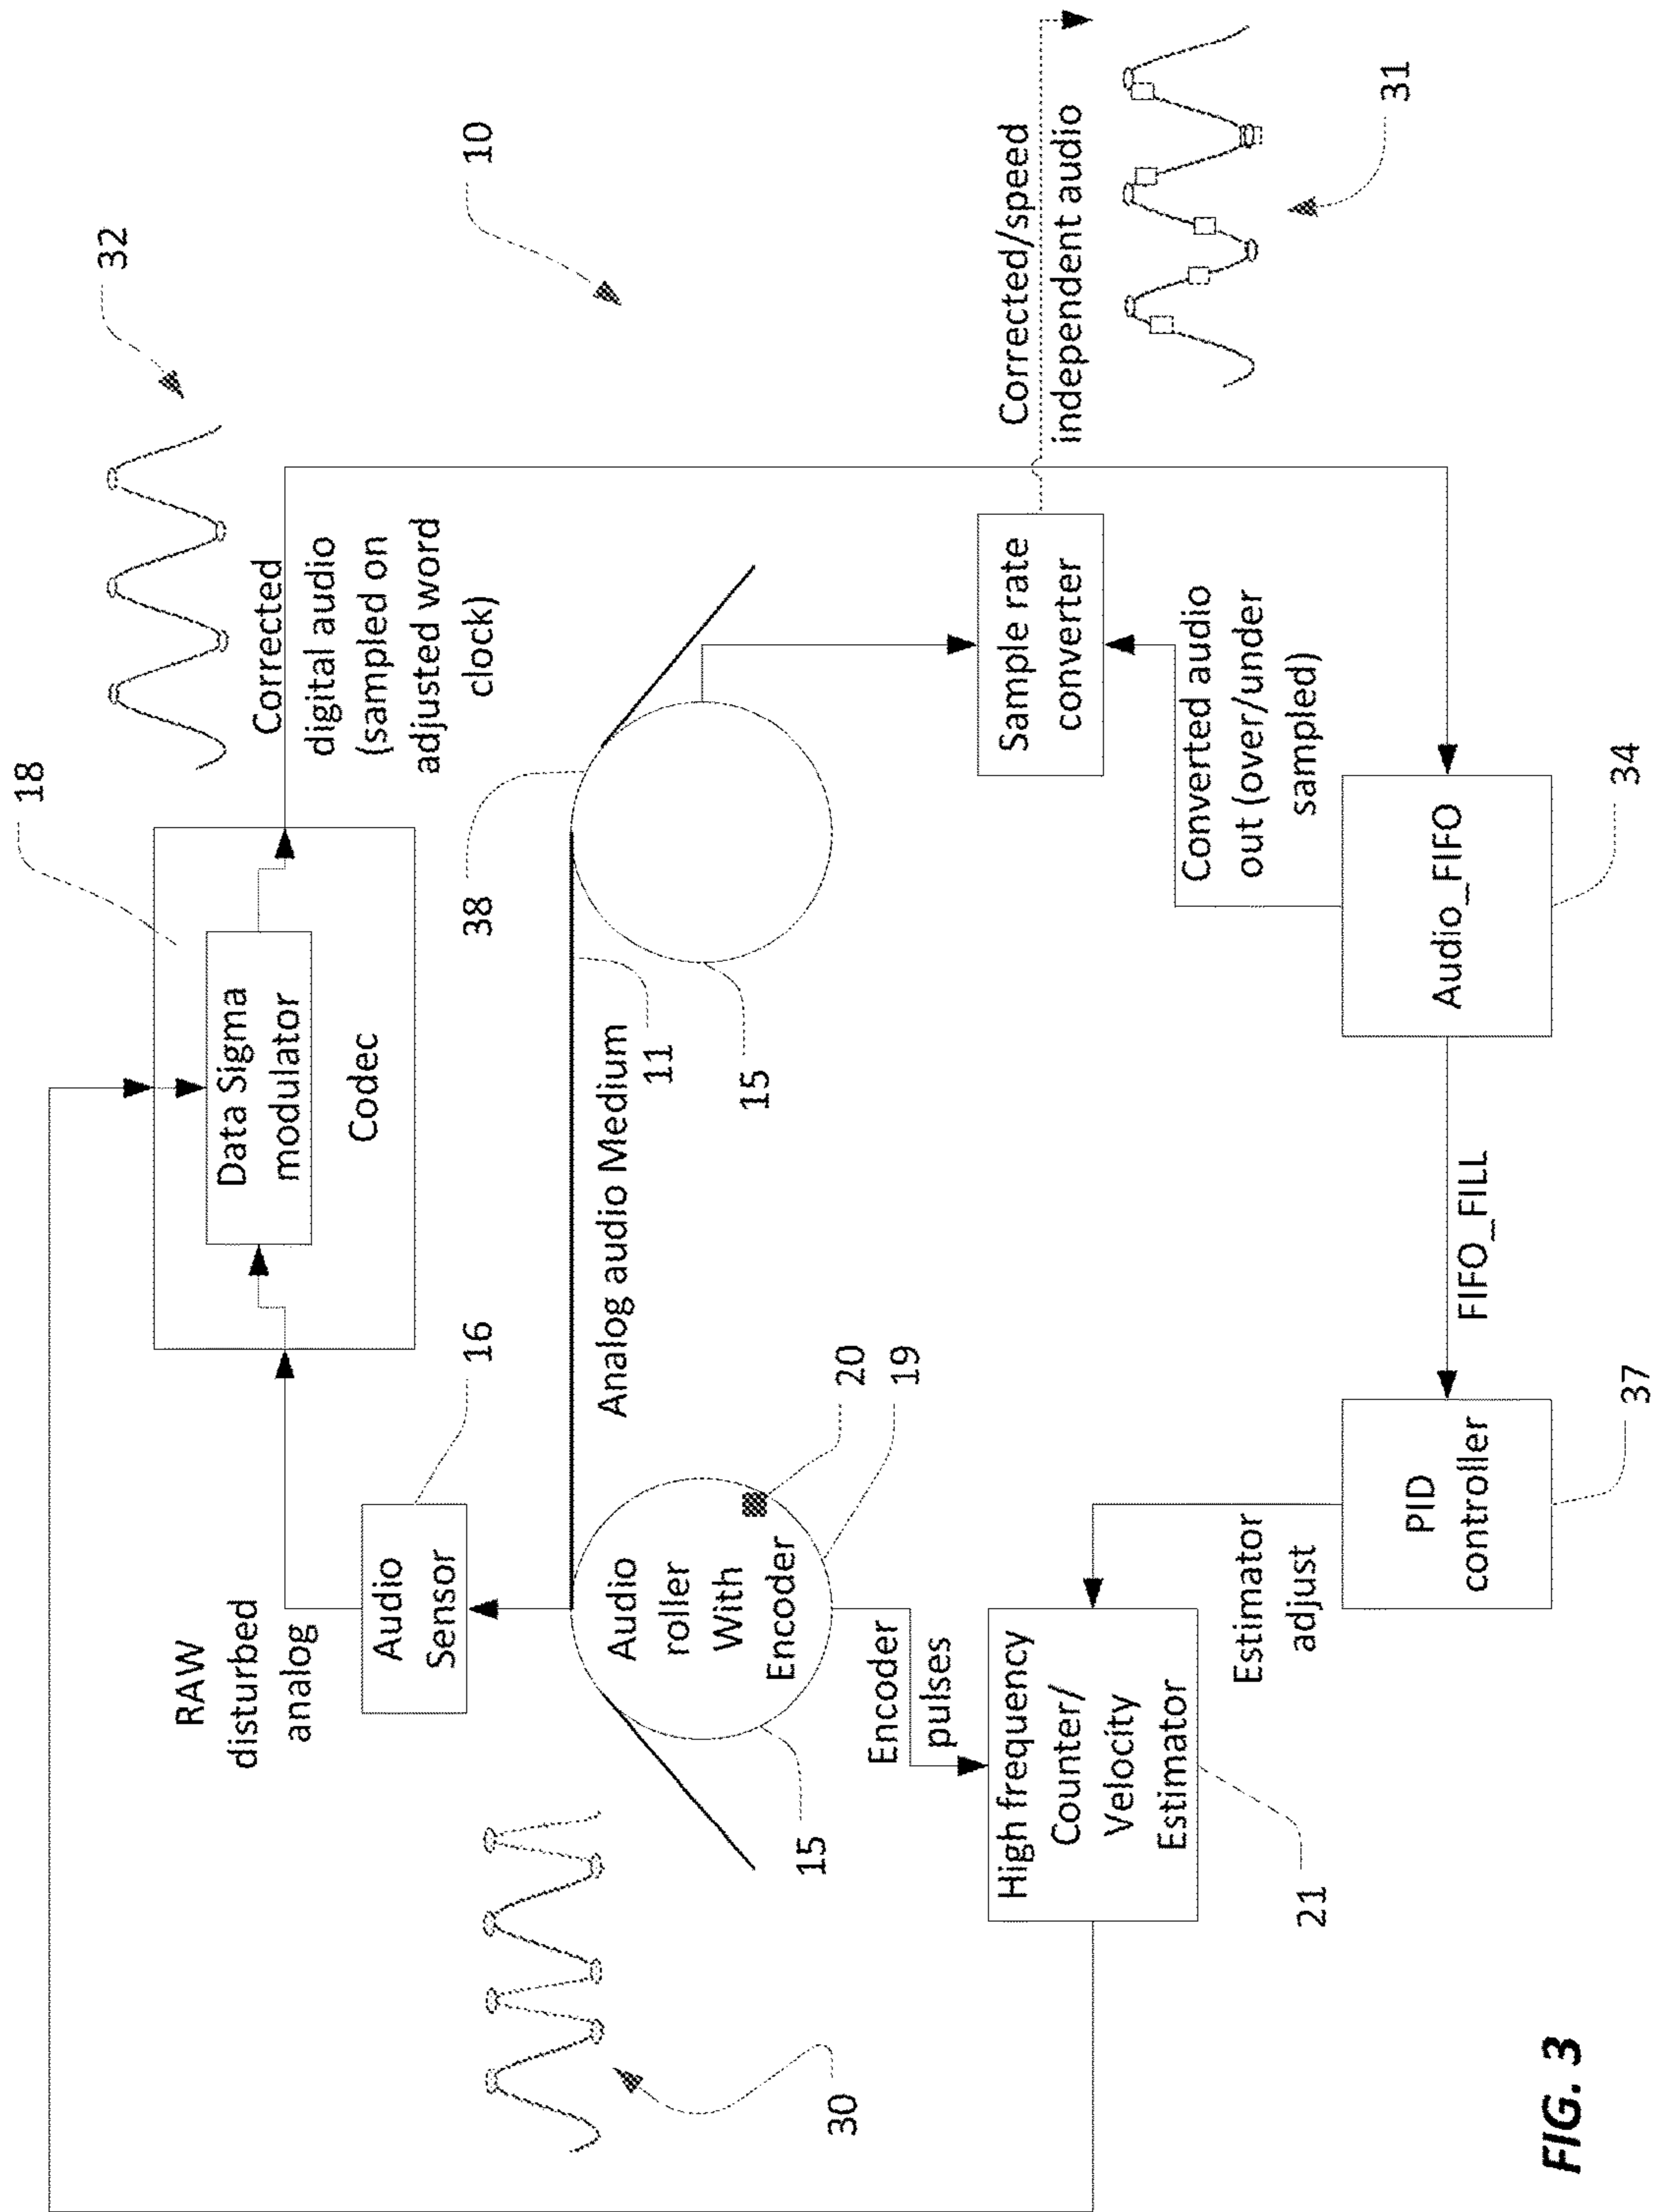 32
18
10
RAW
disturbed
analog
Audio
Sensor
16
Data Sigma
modulator
Codec
Corrected
digital audio
(sampled on
adjusted word
clock)
30
15
Audio
roller
With
Encoder
20
19
Analog audio Medium
11
15
38
Encoder
pulses
High frequency
Counter/
Velocity
Estimator
21
Sample rate
converter
Corrected/speed
independent audio
31
Estimator
adjust
Converted audio
out (over/under
sampled)
PID
controller
37
FIFO_FILL
Audio_FIFO
34
FIG. 3